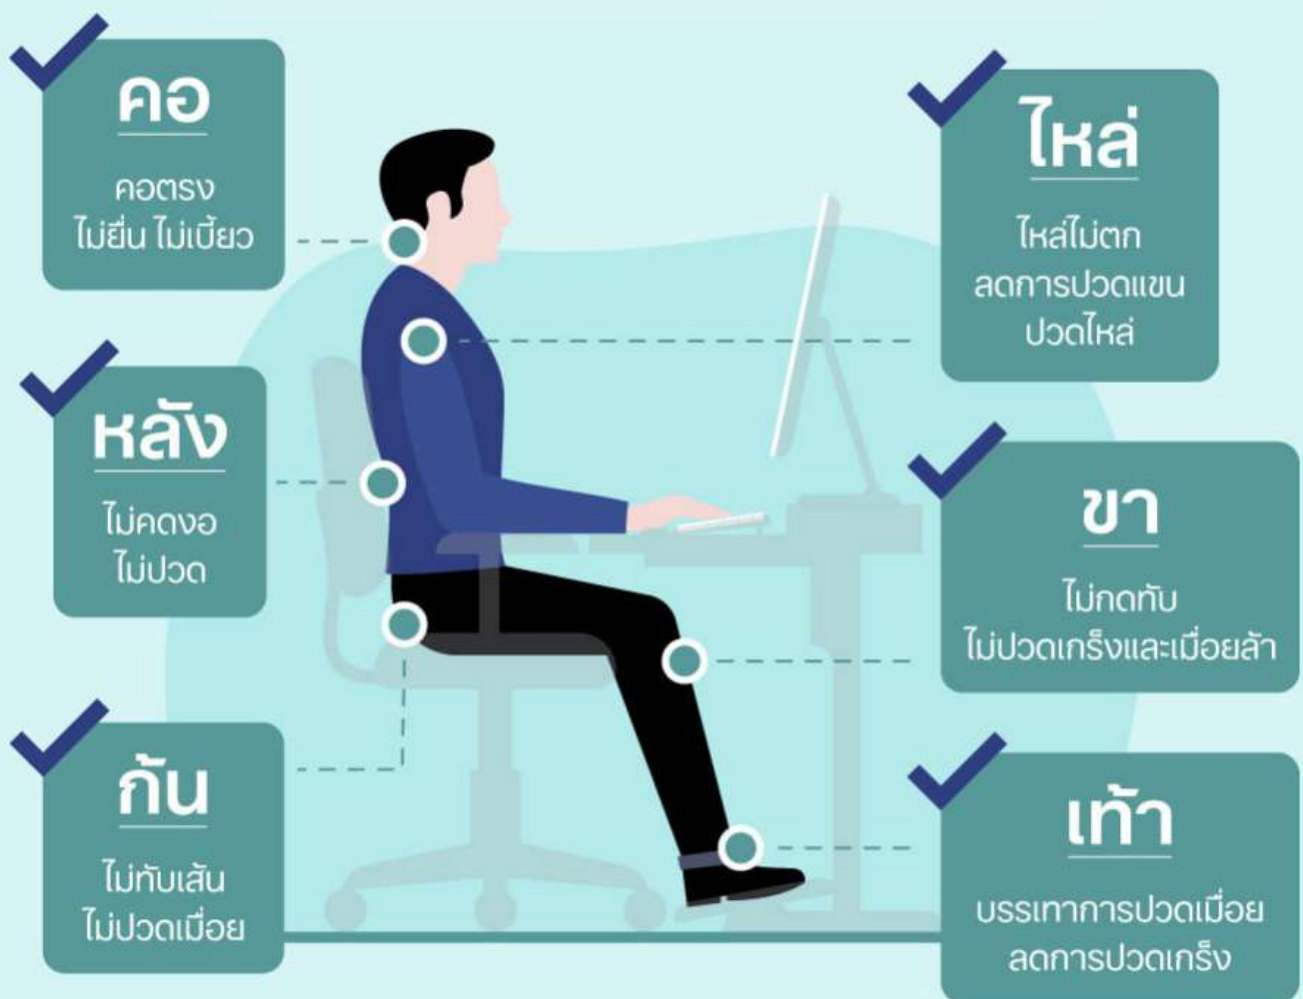 คอ
คอตรง
ไม่ยื่น ไม่เบี้ยว
หลัง
ไม่คดงอ
ไม่ปวด
ก้น
ไม่ทับเส้น
ไม่ปวดเมื่อย
ไหล่
ไหล่ไม่ตก
ลดการปวดแขน
ปวดไหล่
ขา
ไม่กดทับ
ไม่ปวดเกร็งและเมื่อยล้า
เท้า
บรรเทาการปวดเมื่อย
ลดการปวดเกร็ง